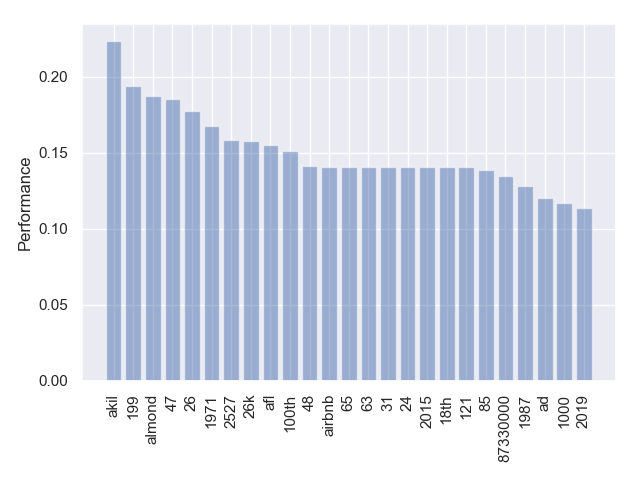 0.20
0.15
0.10
0.05
0.00
Performance
akil
199
almond
47
26
1971
2527
26k
afl
100th
48
airbnb
65
63
31
24
2015
18th
121
85
87330000
1987
ad
1000
2019